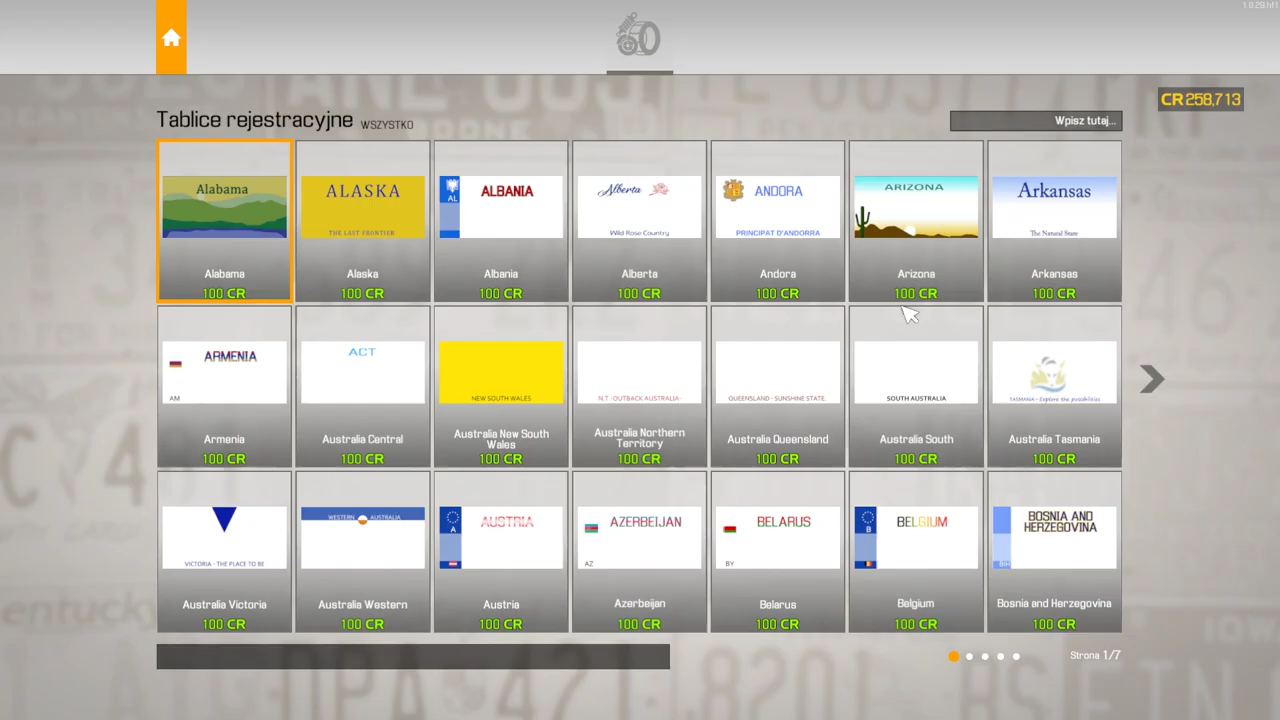 1.0.29.hf1
CR 258,713
Tablice rejestracyjne WSZYSTKO
Wpisz tutaj...
Alabama
Alabama
100 CR
ALASKA
THE LAST FRONTIER
Alaska
100 CR
AL
ALBANIA
Albania
100 CR
Alberta
Wild Rose Country
Alberta
100 CR
ANDORA
PRINCIPAT D'ANDORRA
Andora
100 CR
ARIZONA
Arizona
100 CR
Arkansas
The Natural State
Arkansas
100 CR
ARMENIA
AM
Armenia
100 CR
ACT
Australia Central
100 CR
NEW SOUTH WALES
Australia New South
Wales
100 CR
N.T. -OUTBACK AUSTRALIA-
Australia Northern
Territory
100 CR
QUEENSLAND - SUNSHINE STATE.
Australia Queensland
100 CR
SOUTH AUSTRALIA
Australia South
100 CR
TASMANIA - Explore the possibilities
Australia Tasmania
100 CR
VICTORIA - THE PLACE TO BE
Australia Victoria
100 CR
WESTERN AUSTRALIA
Australia Western
100 CR
A
AUSTRIA
Austria
100 CR
AZERBEIJAN
AZ
Azerbeijan
100 CR
BELARUS
BY
Belarus
100 CR
B
BELGIUM
Belgium
100 CR
BOSNIA AND
HERZEGOVINA
BIH
Bosnia and Herzegovina
100 CR
Strona 1/7